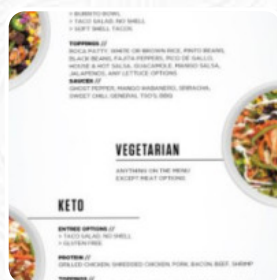 > BURRITO BOWL
> TACO SALAD, NO SHELL
> SOFT SHELL TACOS
TOPPINGS //
BOCA PATTY, WHITE OR BROWN RICE, PINTO BEANS,
BLACK BEANS, FAJITA PEPPERS, PICO DE GALLO,
HOUSE & HOT SALSA, GUACAMOLE, MANGO SALSA,
JALAPENOS, ANY LETTUCE OPTIONS
SAUCES //
GHOST PEPPER, MANGO HABANERO, SRIRACHA,
SWEET CHILI, GENERAL TSO'S, BBQ
VEGETARIAN
ANYTHING ON THE MENU
EXCEPT MEAT OPTIONS
KETO
ENTREE OPTIONS //
> TACO SALAD, NO SHELL
> GLUTEN FREE
PROTEIN //
GRILLED CHICKEN, SHREDDED CHICKEN, PORK, BACON, BEEF, SHRIMP
TOPPINGS //